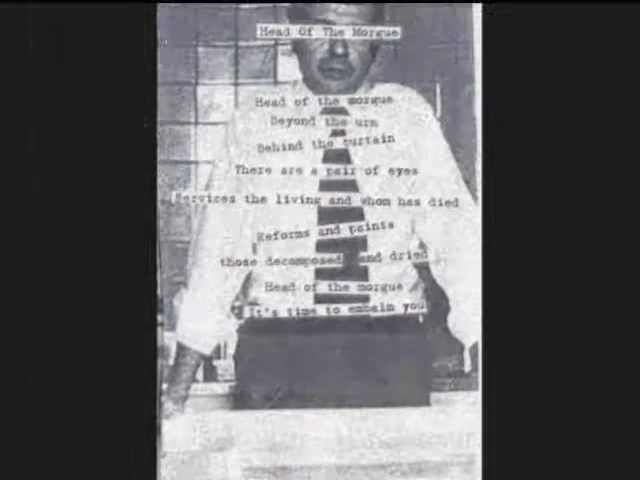 Head Of The Morgue
Head of the morgue
Beyond the urn
Behind the curtain
There are a pair of eyes
Services the living and whom has died
Reforms and paints
those decomposed and dried
Head of the morgue
It's time to embalm you